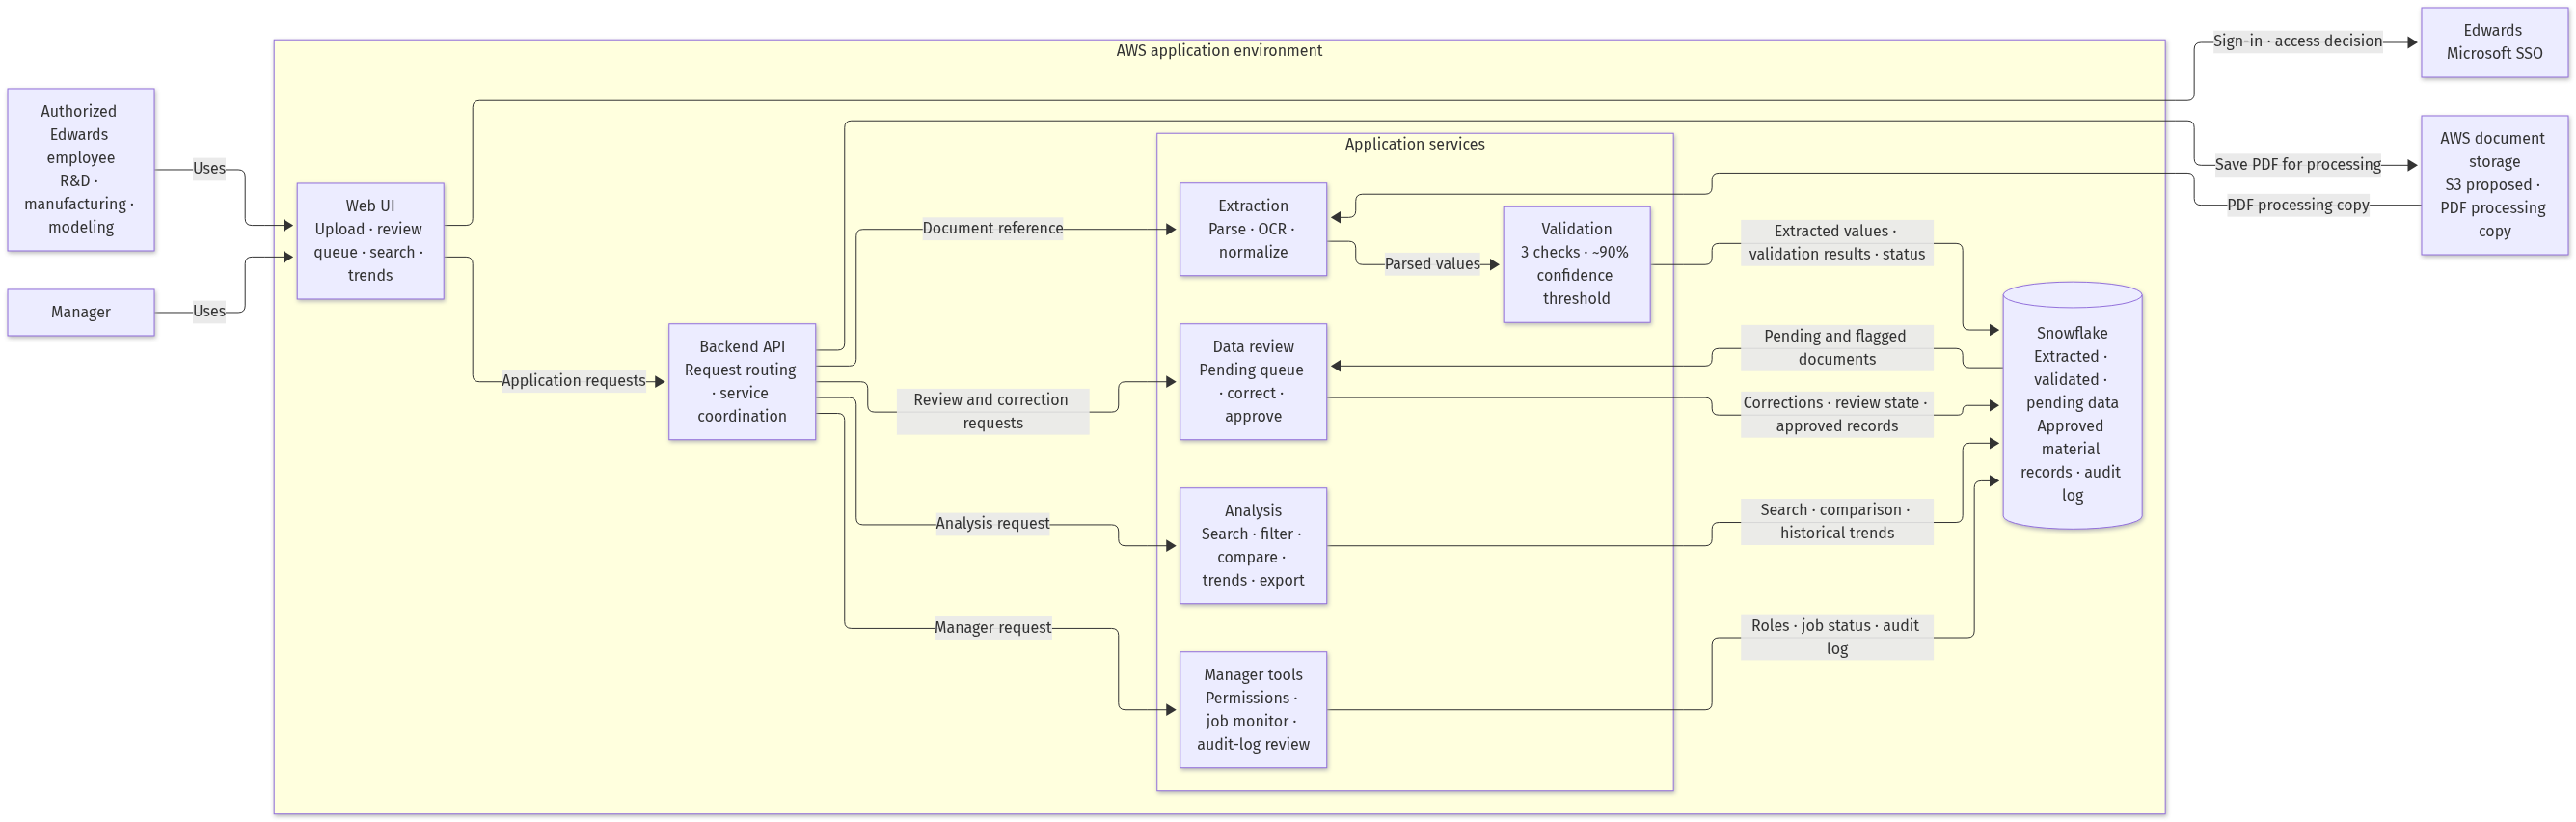 AWS application environment
Edwards
Microsoft SSO
Sign-in · access decision
Authorized
Edwards
employee
R&D ·
manufacturing ·
modeling
Uses
Manager
Uses
Web UI
Upload · review
queue · search ·
trends
Application requests
Backend API
Request routing
· service
coordination
Document reference
Review and correction
requests
Analysis request
Manager request
Application services
Extraction
Parse · OCR ·
normalize
Parsed values
Validation
3 checks · ~90%
confidence
threshold
Data review
Pending queue
· correct ·
approve
Analysis
Search · filter ·
compare ·
trends · export
Manager tools
Permissions ·
job monitor ·
audit-log review
Extracted values ·
validation results · status
Pending and flagged
documents
Corrections · review state ·
approved records
Search · comparison ·
historical trends
Roles · job status · audit
log
Snowflake
Extracted ·
validated ·
pending data
Approved
material
records · audit
log
Save PDF for processing
PDF processing copy
AWS document
storage
S3 proposed ·
PDF processing
copy